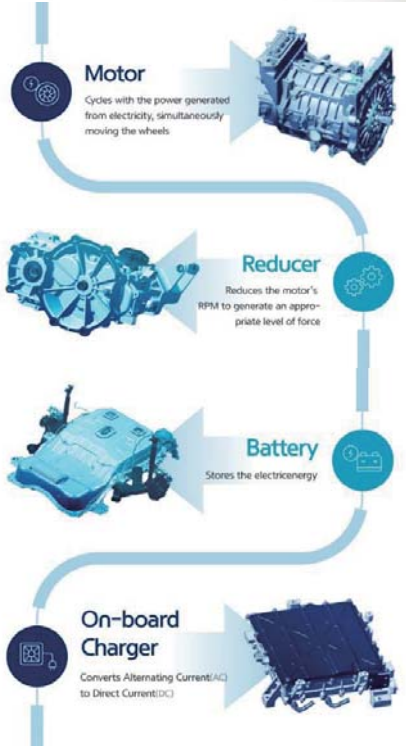 Motor
Cycles with the power generated
from electricity, simultaneously
moving the wheels
Reducer
Reduces the motor's
RPM to generate an appro-
priate level of force
Battery
Stores the electricenergy
On-board
Charger
Converts Alternating Current(AC)
to Direct Current(DC)